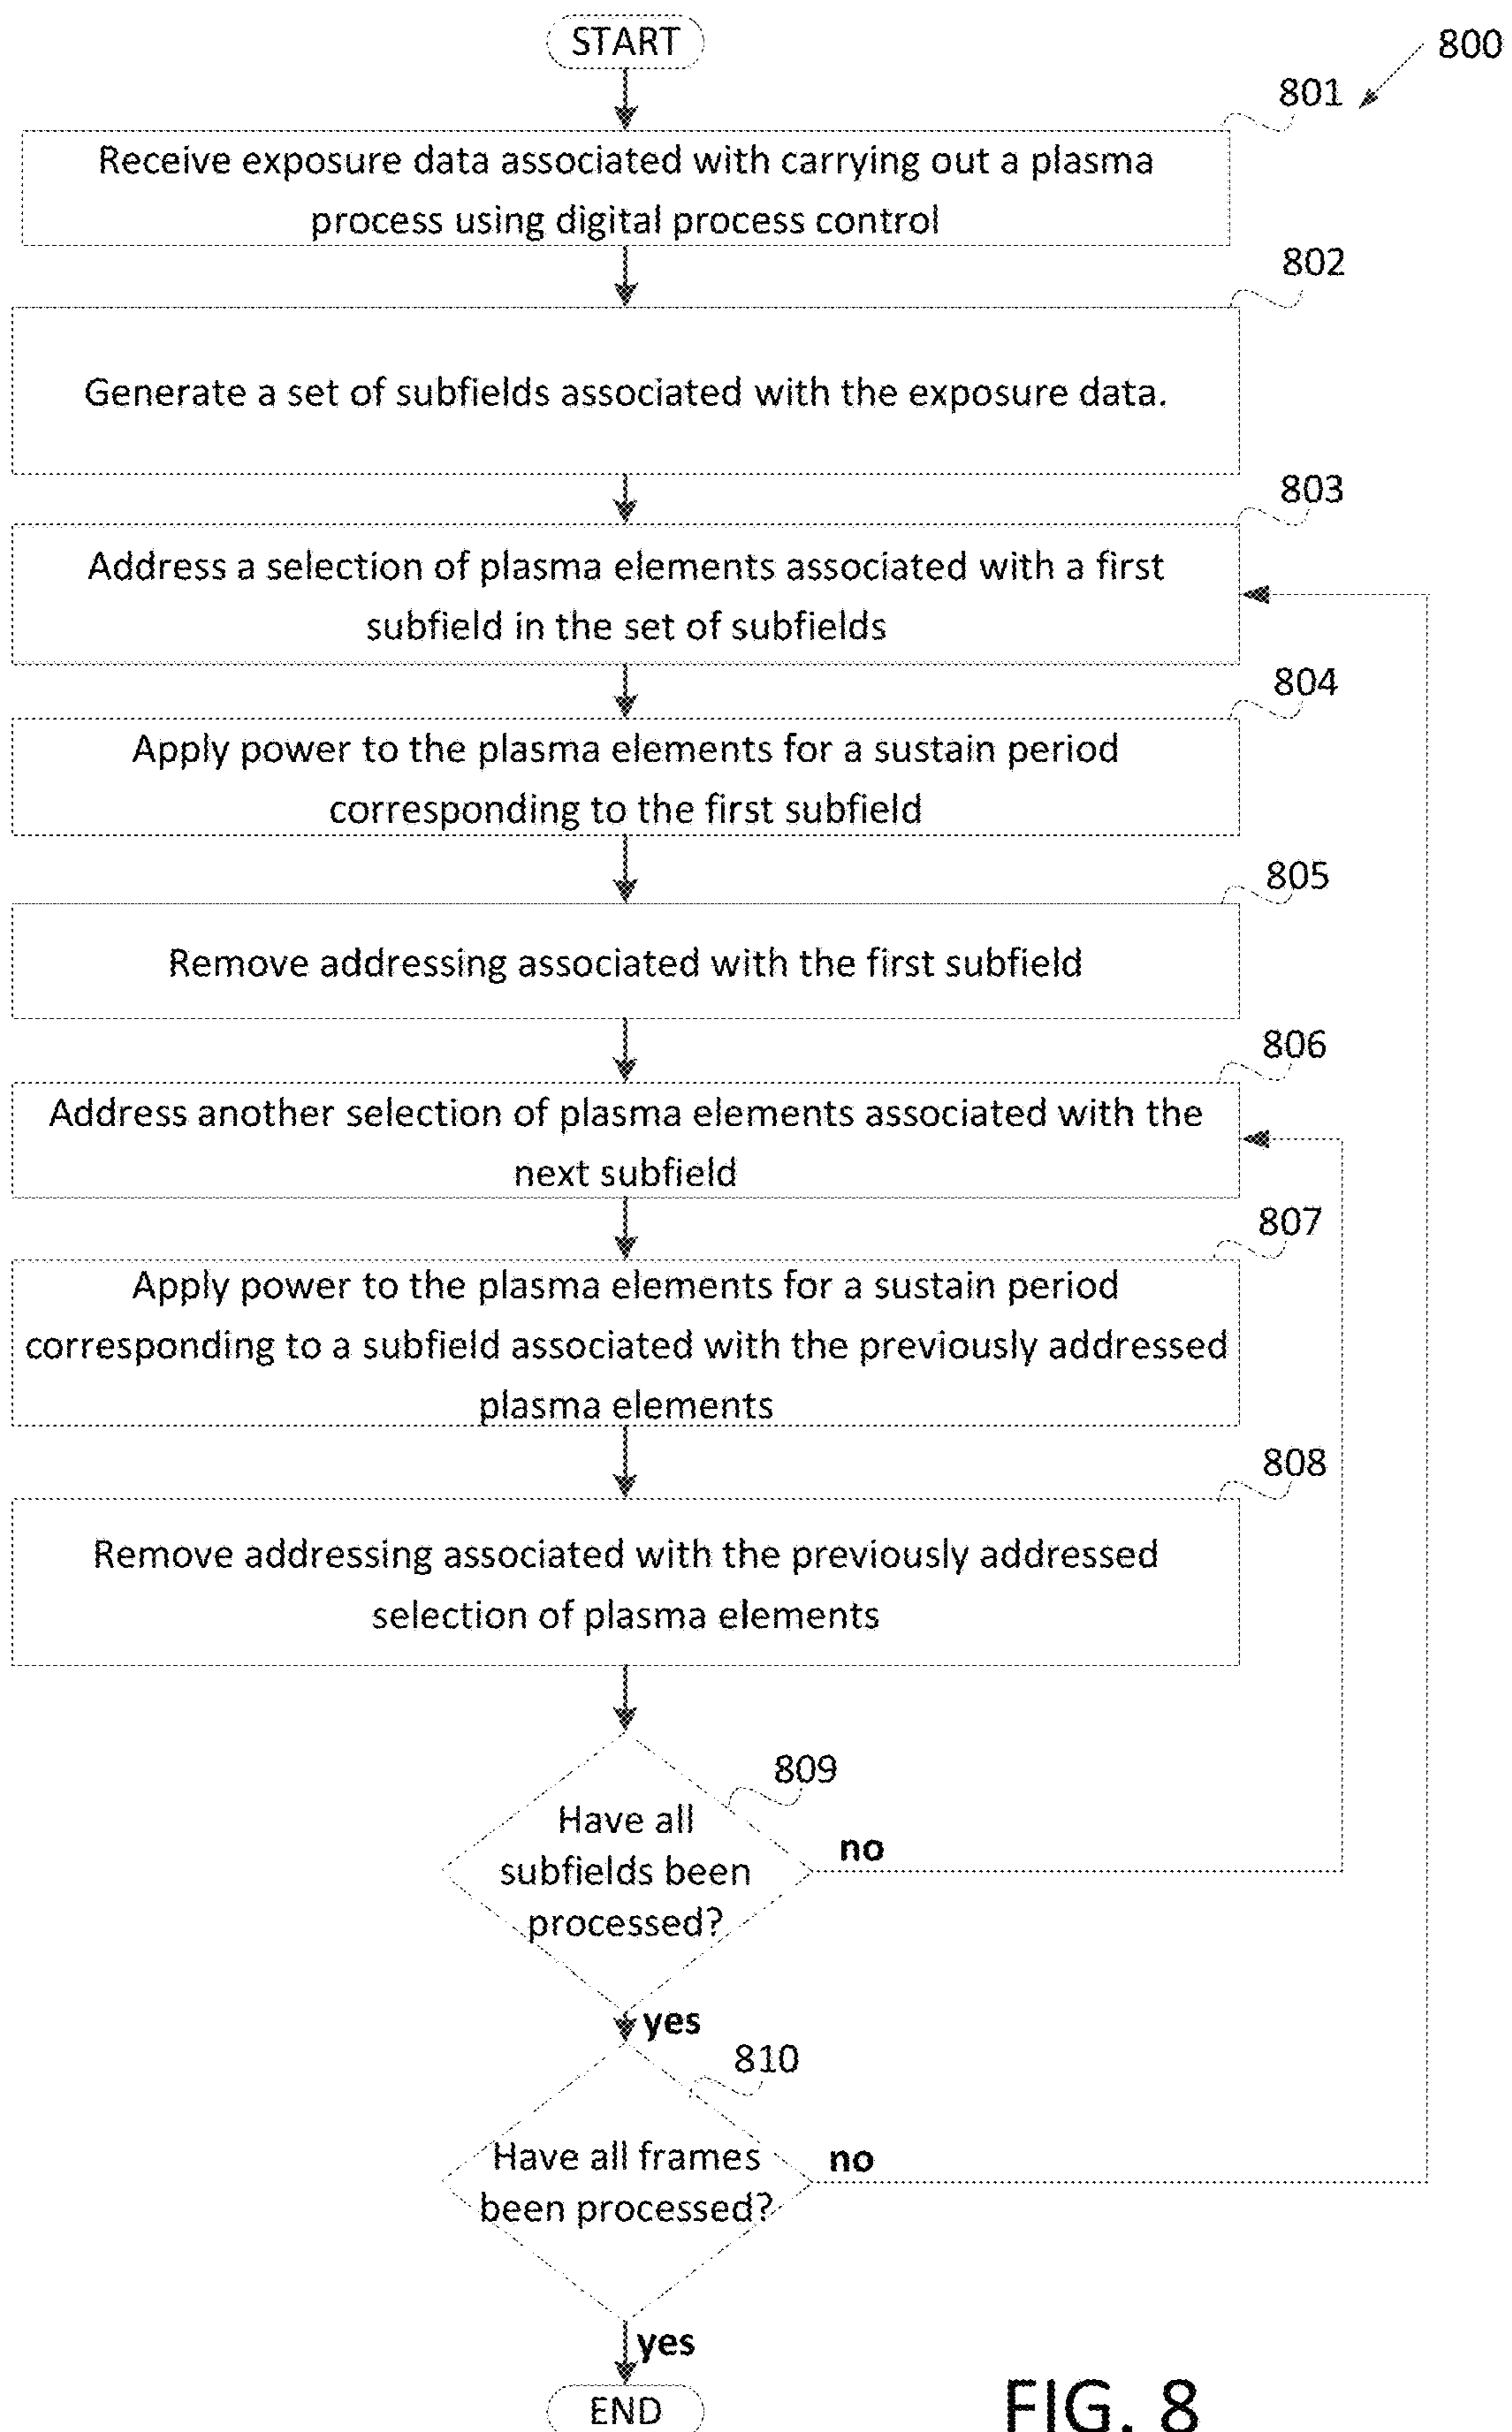 START
800
801
Receive exposure data associated with carrying out a plasma
process using digital process control
802
Generate a set of subfields associated with the exposure data.
803
Address a selection of plasma elements associated with a first
subfield in the set of subfields
804
Apply power to the plasma elements for a sustain period
corresponding to the first subfield
805
Remove addressing associated with the first subfield
806
Address another selection of plasma elements associated with the
next subfield
807
Apply power to the plasma elements for a sustain period
corresponding to a subfield associated with the previously addressed
plasma elements
808
Remove addressing associated with the previously addressed
selection of plasma elements
809
Have all
subfields been
processed?
no
yes
810
Have all frames
been processed?
no
yes
END
FIG. 8